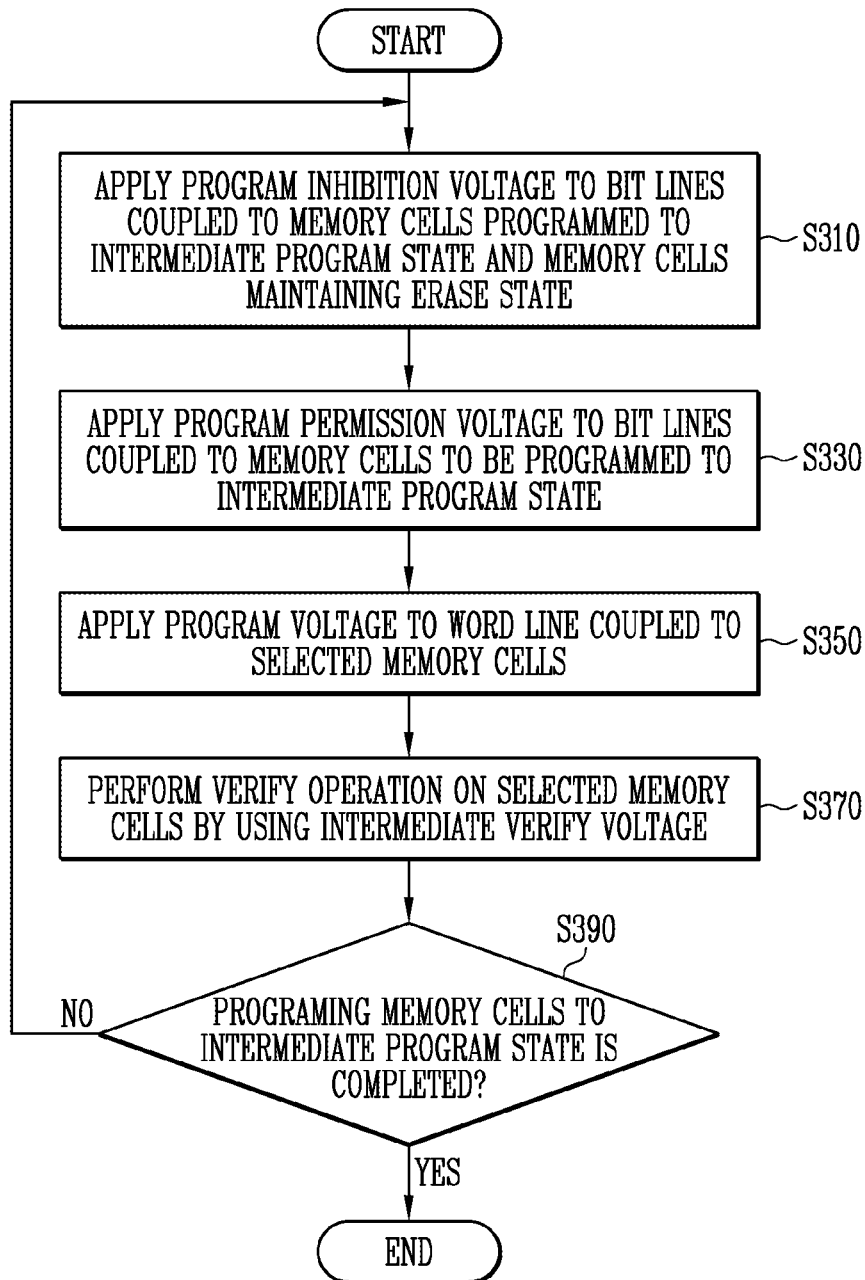 START
APPLY PROGRAM INHIBITION VOLTAGE TO BIT LINES
COUPLED TO MEMORY CELLS PROGRAMMED TO
INTERMEDIATE PROGRAM STATE AND MEMORY CELLS
MAINTAINING ERASE STATE
S310
APPLY PROGRAM PERMISSION VOLTAGE TO BIT LINES
COUPLED TO MEMORY CELLS TO BE PROGRAMMED TO
INTERMEDIATE PROGRAM STATE
S330
APPLY PROGRAM VOLTAGE TO WORD LINE COUPLED TO
SELECTED MEMORY CELLS
S350
PERFORM VERIFY OPERATION ON SELECTED MEMORY
CELLS BY USING INTERMEDIATE VERIFY VOLTAGE
S370
S390
NO
PROGRAMING MEMORY CELLS TO
INTERMEDIATE PROGRAM STATE IS
COMPLETED?
YES
END